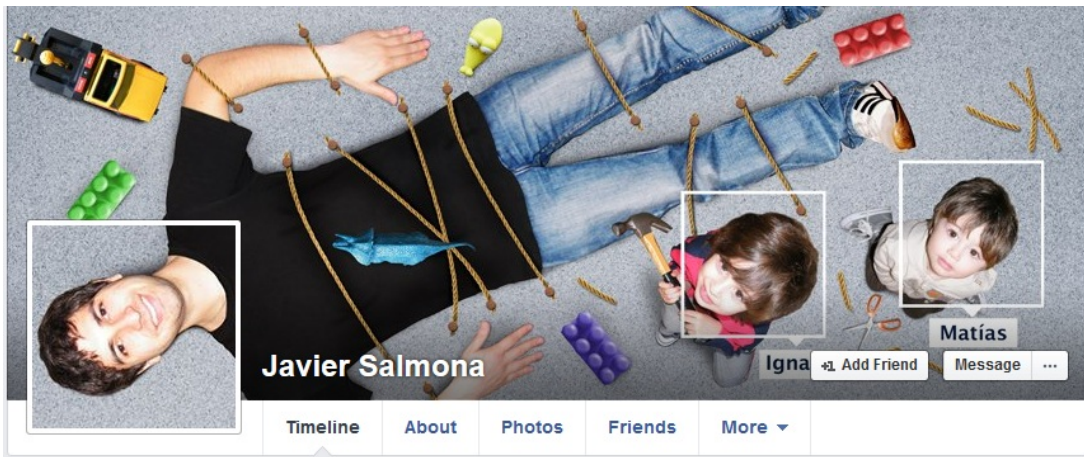 Matías
Igna
Javier Salmona
+1 Add Friend
Message ...
Timeline
About
Photos
Friends
More